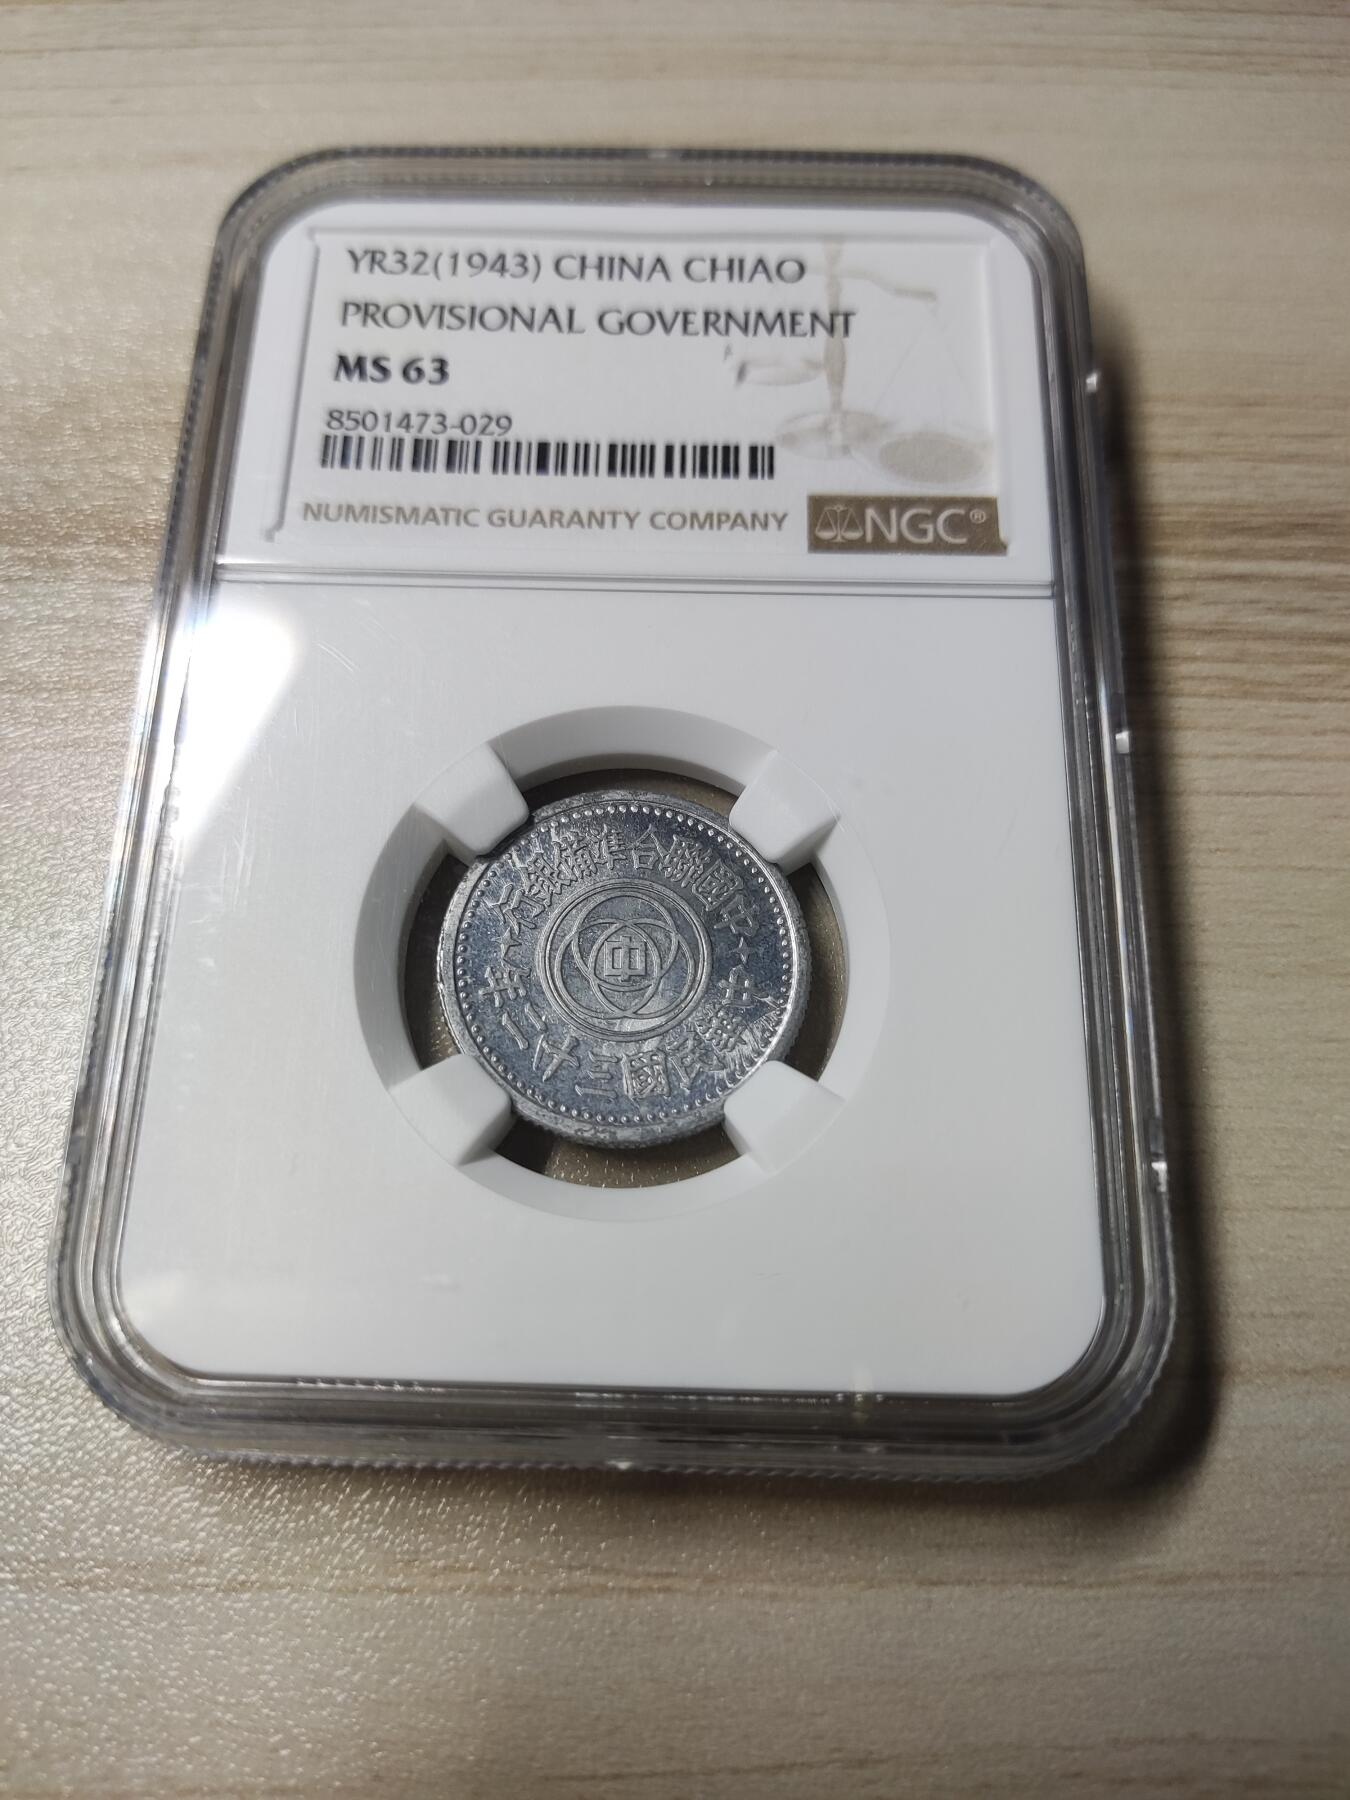 YR32(1943) CHINA CHIAO
PROVISIONAL GOVERNMENT
MS 63
8501473-029
NUMISMATIC GUARANTY COMPANY
NGC®
中國聯合準備銀行
中華民國三十二年
中